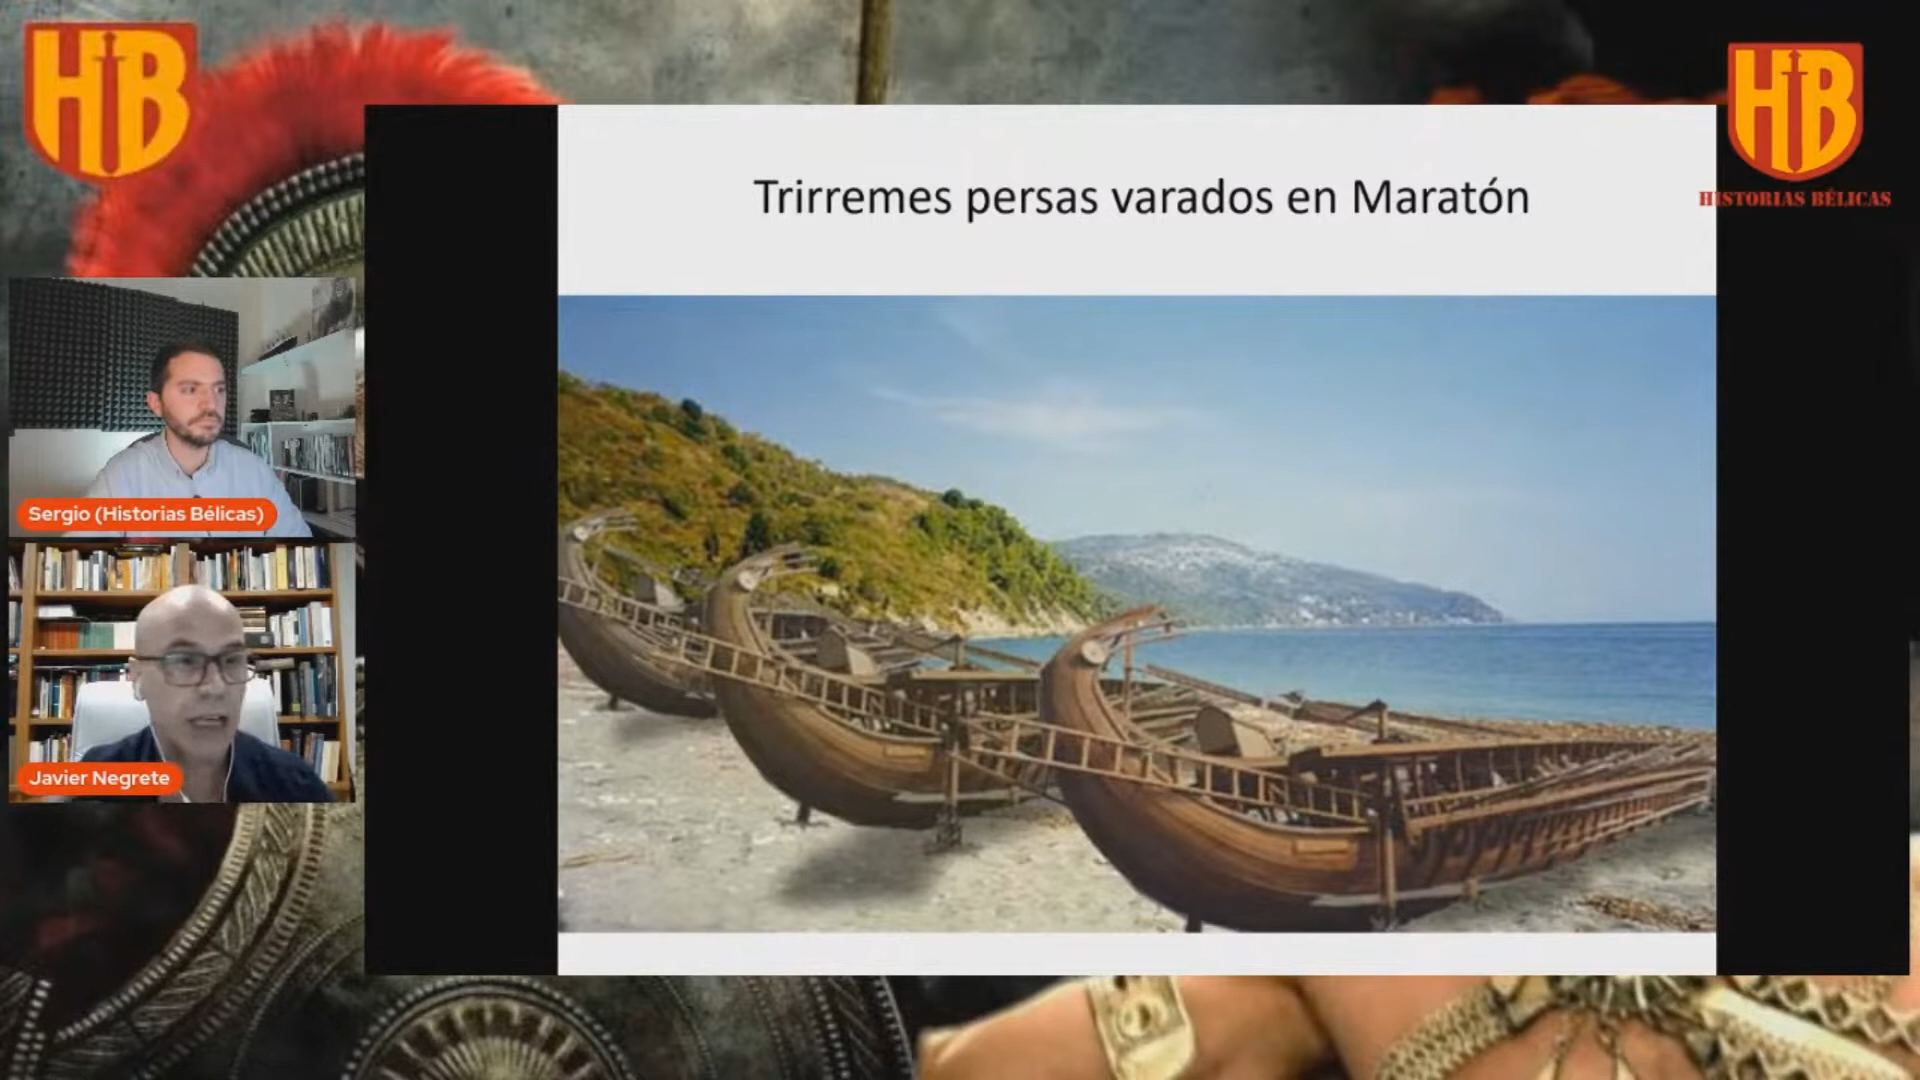 HB
HB
HISTORIAS BÉLICAS
Trirremes persas varados en Maratón
Sergio (Historias Bélicas)
Javier Negrete